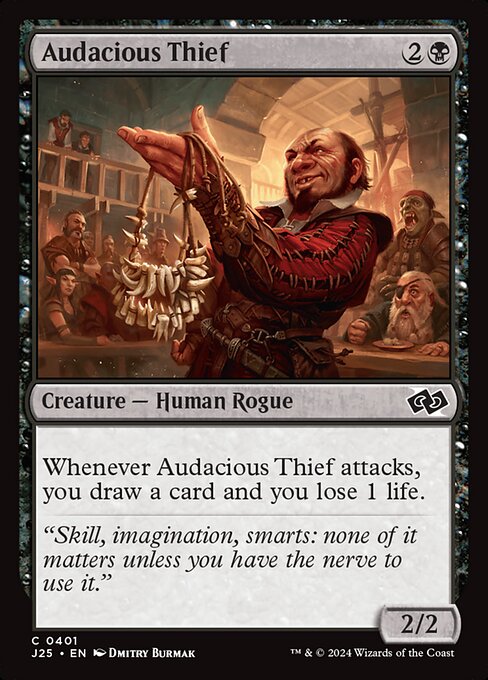 Audacious Thief 2
Creature — Human Rogue
Whenever Audacious Thief attacks,
you draw a card and you lose 1 life.
“Skill, imagination, smarts: none of it
matters unless you have the nerve to
use it.”
2/2
C 0401
J25 • EN Dmitry Burmak
™ & © 2024 Wizards of the Coast